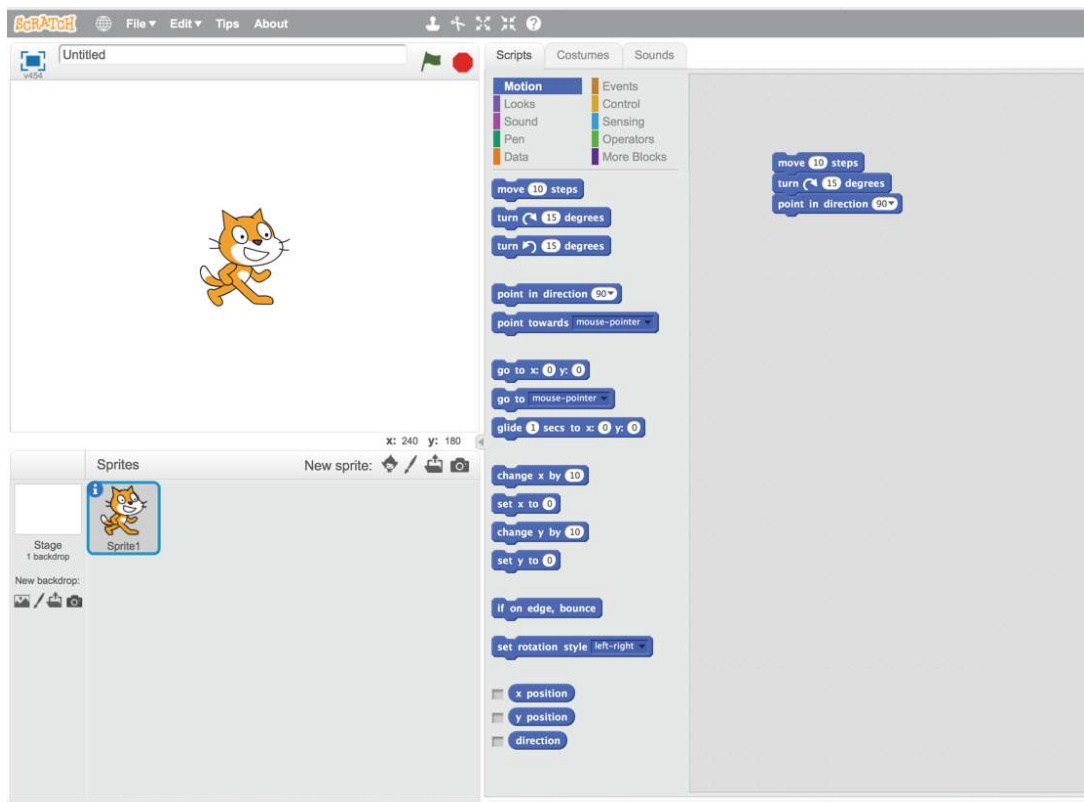 SCRATCH File Edit Tips About
Untitled
v454
x: 240 y: 180
Sprites New sprite:
Sprite1
Stage
1 backdrop
New backdrop:
Scripts Costumes Sounds
Motion Events
Looks Control
Sound Sensing
Pen Operators
Data More Blocks
move 10 steps
turn 15 degrees
turn 15 degrees
point in direction 90
point towards mouse-pointer
go to x: 0 y: 0
go to mouse-pointer
glide 1 secs to x: 0 y: 0
change x by 10
set x to 0
change y by 10
set y to 0
if on edge, bounce
set rotation style left-right
x position
y position
direction
move 10 steps
turn 15 degrees
point in direction 90